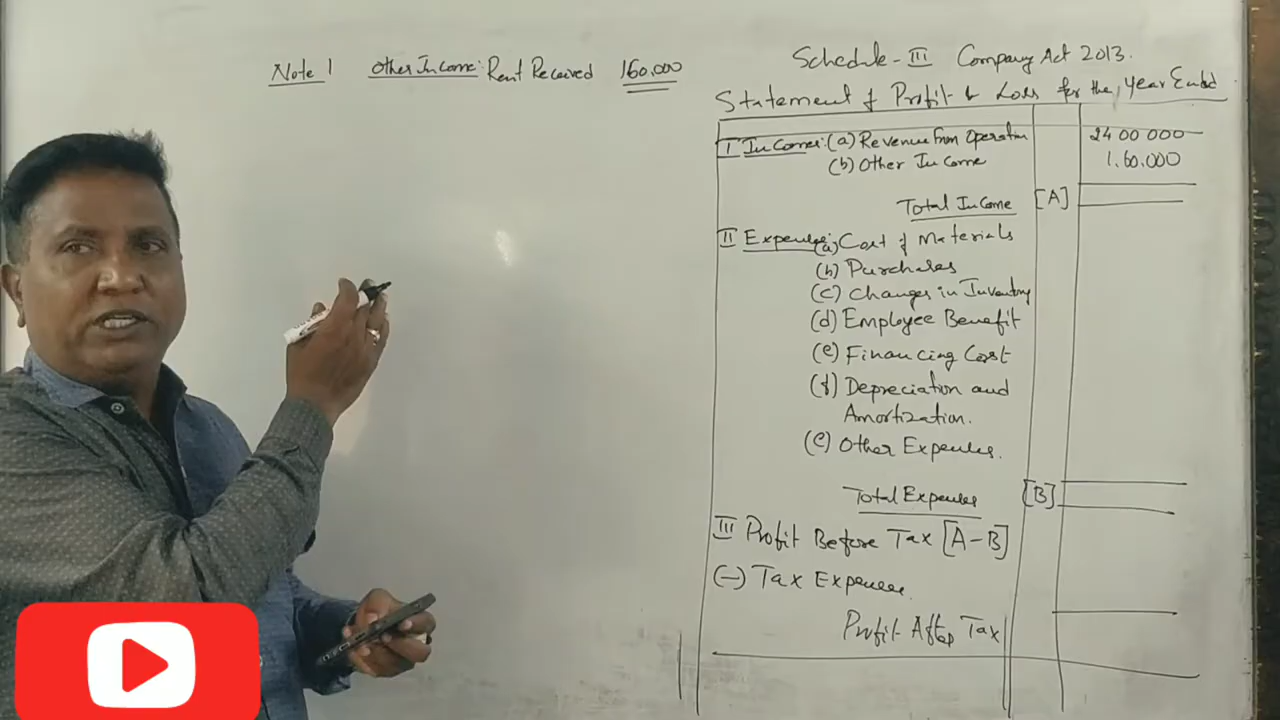 Note 1 Other Income: Rent Received 160.000
Schedule-III Company Act 2013.
Statement of Profit & Loss for the Year Ended
I Incomes: (a) Revenue from Operation 24 00 000
(b) Other Income 1.60.000
Total Income [A]
II Expenses: (a) Cost of Materials
(b) Purchases
(c) Changes in Inventory
(d) Employee Benefit
(e) Financing Cost
(f) Depreciation and
Amortization.
(e) Other Expenses.
Total Expenses [B]
III Profit Before Tax [A-B]
(-) Tax Expenses.
Profit After Tax